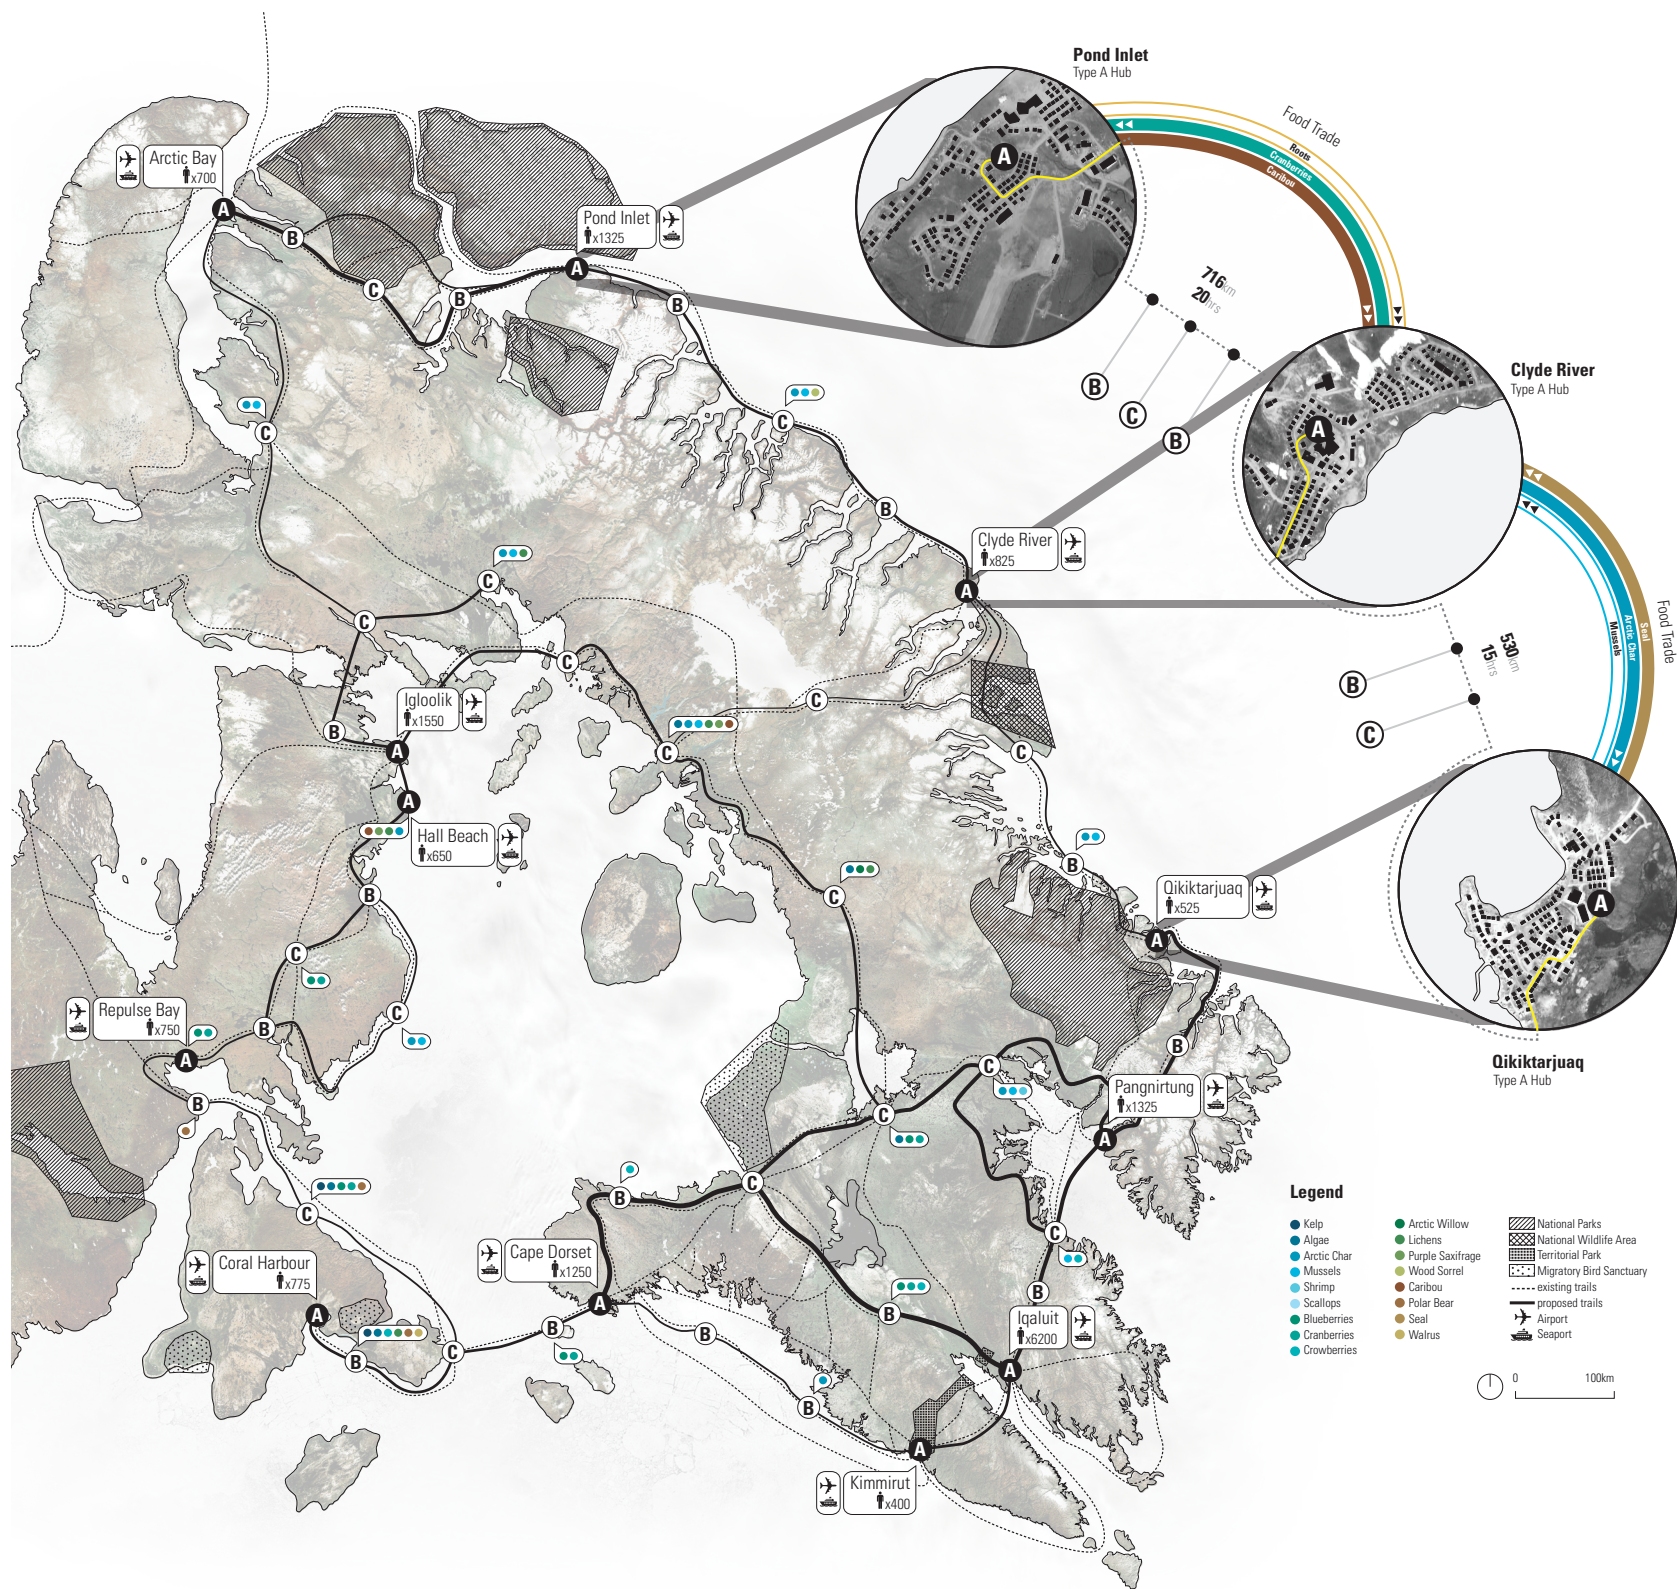 Pond Inlet
Type A Hub
Food Trade
Roots
Cranberries
Caribou
Arctic Bay
x700
A
B
C
B
Pond Inlet
x1325
A
B
A
716km
20hrs
B
C
B
Clyde River
Type A Hub
A
C
C
B
Clyde River
x825
A
Food Trade
Seal
Arctic Char
Mussels
530km
15hrs
B
C
C
C
C
C
C
C
Igloolik
x1550
B
A
A
Hall Beach
x650
B
B
C
Qikiktarjuaq
x525
A
A
Qikiktarjuaq
Type A Hub
C
C
Repulse Bay
x750
B
A
B
B
C
C
Pangnirtung
x1325
A
C
B
C
C
Coral Harbour
x775
A
B
C
Cape Dorset
x1250
A
B
B
B
B
B
Iqaluit
x6200
A
B
A
Kimmirut
x400
Legend
Kelp
Algae
Arctic Char
Mussels
Shrimp
Scallops
Blueberries
Cranberries
Crowberries
Arctic Willow
Lichens
Purple Saxifrage
Wood Sorrel
Caribou
Polar Bear
Seal
Walrus
National Parks
National Wildlife Area
Territorial Park
Migratory Bird Sanctuary
existing trails
proposed trails
Airport
Seaport
0 100km